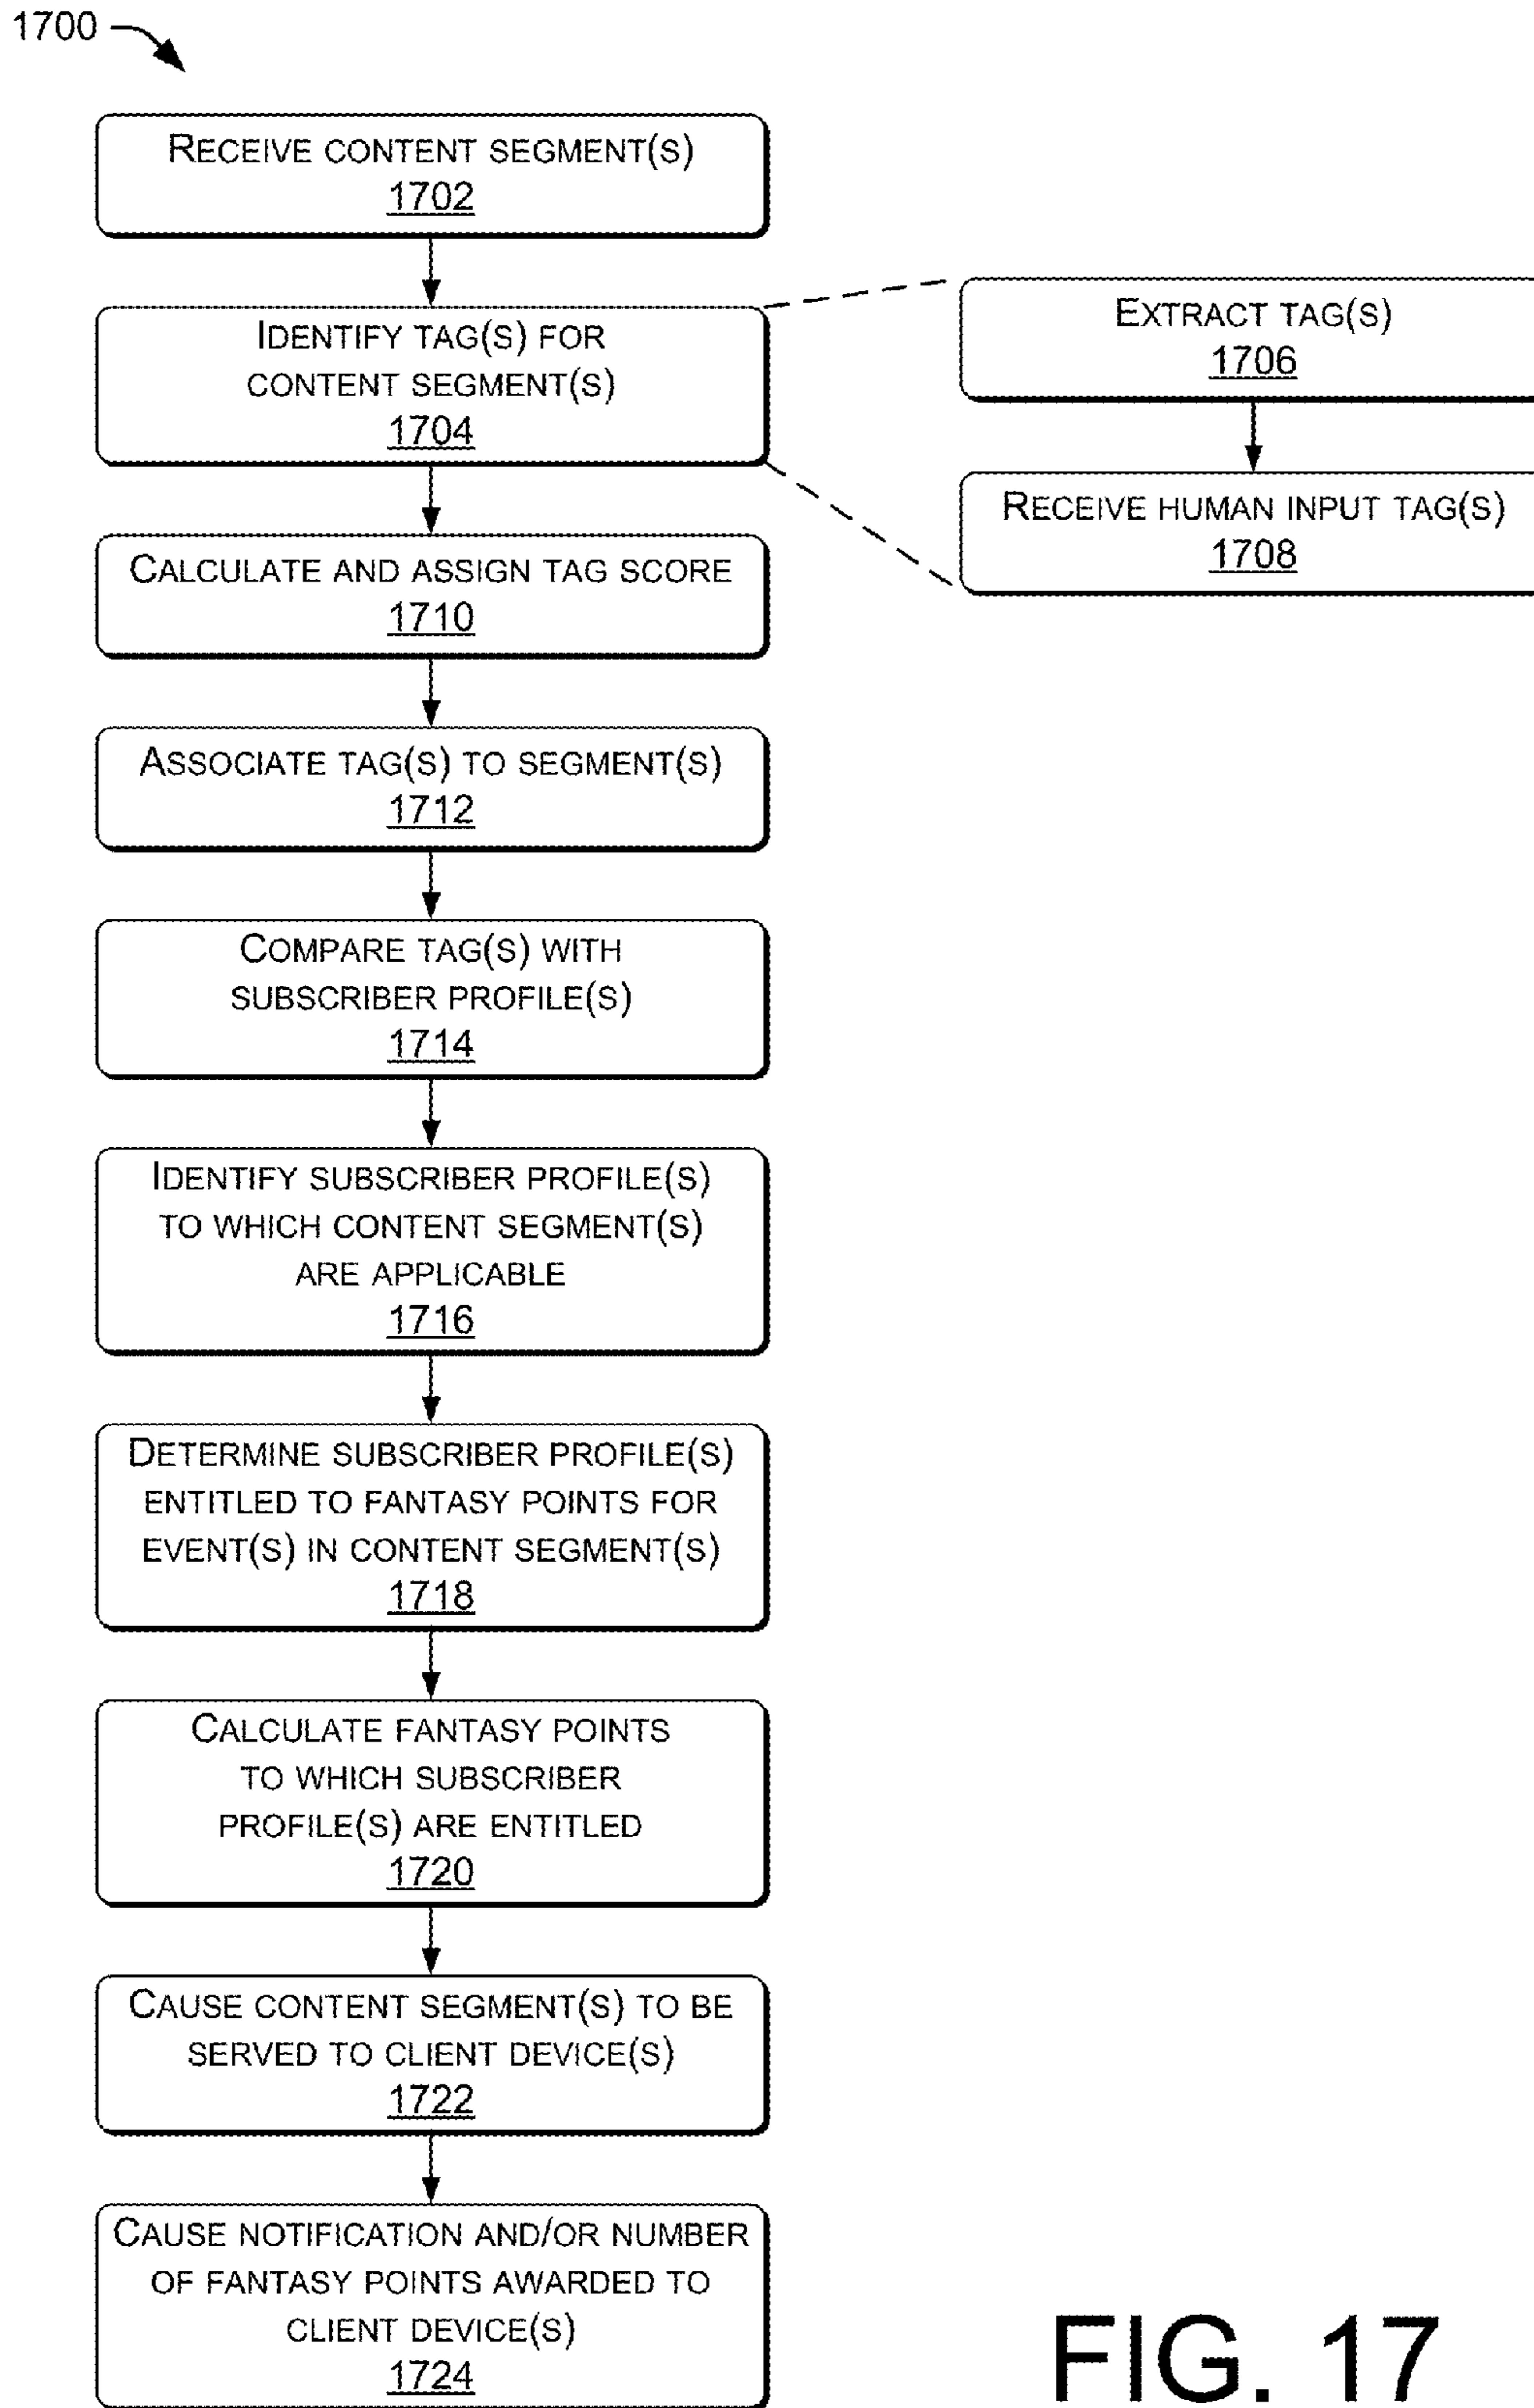 1700
RECEIVE CONTENT SEGMENT(S)
1702
IDENTIFY TAG(S) FOR
CONTENT SEGMENT(S)
1704
EXTRACT TAG(S)
1706
RECEIVE HUMAN INPUT TAG(S)
1708
CALCULATE AND ASSIGN TAG SCORE
1710
ASSOCIATE TAG(S) TO SEGMENT(S)
1712
COMPARE TAG(S) WITH
SUBSCRIBER PROFILE(S)
1714
IDENTIFY SUBSCRIBER PROFILE(S)
TO WHICH CONTENT SEGMENT(S)
ARE APPLICABLE
1716
DETERMINE SUBSCRIBER PROFILE(S)
ENTITLED TO FANTASY POINTS FOR
EVENT(S) IN CONTENT SEGMENT(S)
1718
CALCULATE FANTASY POINTS
TO WHICH SUBSCRIBER
PROFILE(S) ARE ENTITLED
1720
CAUSE CONTENT SEGMENT(S) TO BE
SERVED TO CLIENT DEVICE(S)
1722
CAUSE NOTIFICATION AND/OR NUMBER
OF FANTASY POINTS AWARDED TO
CLIENT DEVICE(S)
1724
FIG. 17